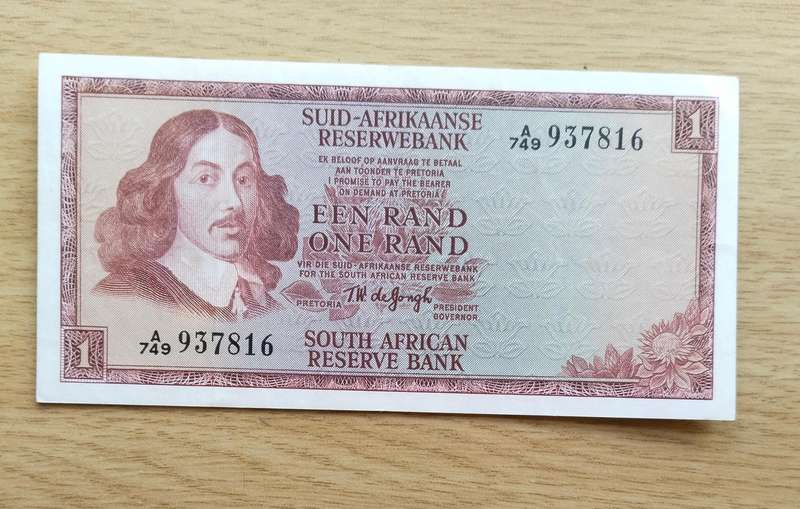 SUID-AFRIKAANSE
RESERWEBANK
A/749 937816
1
EK BELOOF OP AANVRAAG TE BETAAL
AAN TOONDER TE PRETORIA
I PROMISE TO PAY THE BEARER
ON DEMAND AT PRETORIA
EEN RAND
ONE RAND
VIR DIE SUID-AFRIKAANSE RESERWEBANK
FOR THE SOUTH AFRICAN RESERVE BANK
PRETORIA T.W. de Jongh PRESIDENT
GOVERNOR
1
A/749 937816
SOUTH AFRICAN
RESERVE BANK